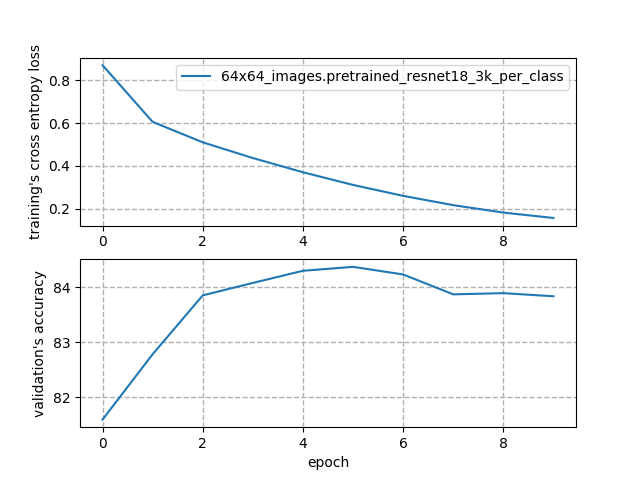 training's cross entropy loss
64x64_images.pretrained_resnet18_3k_per_class
0.8
0.6
0.4
0.2
0 2 4 6 8
validation's accuracy
84
83
82
0 2 4 6 8
epoch